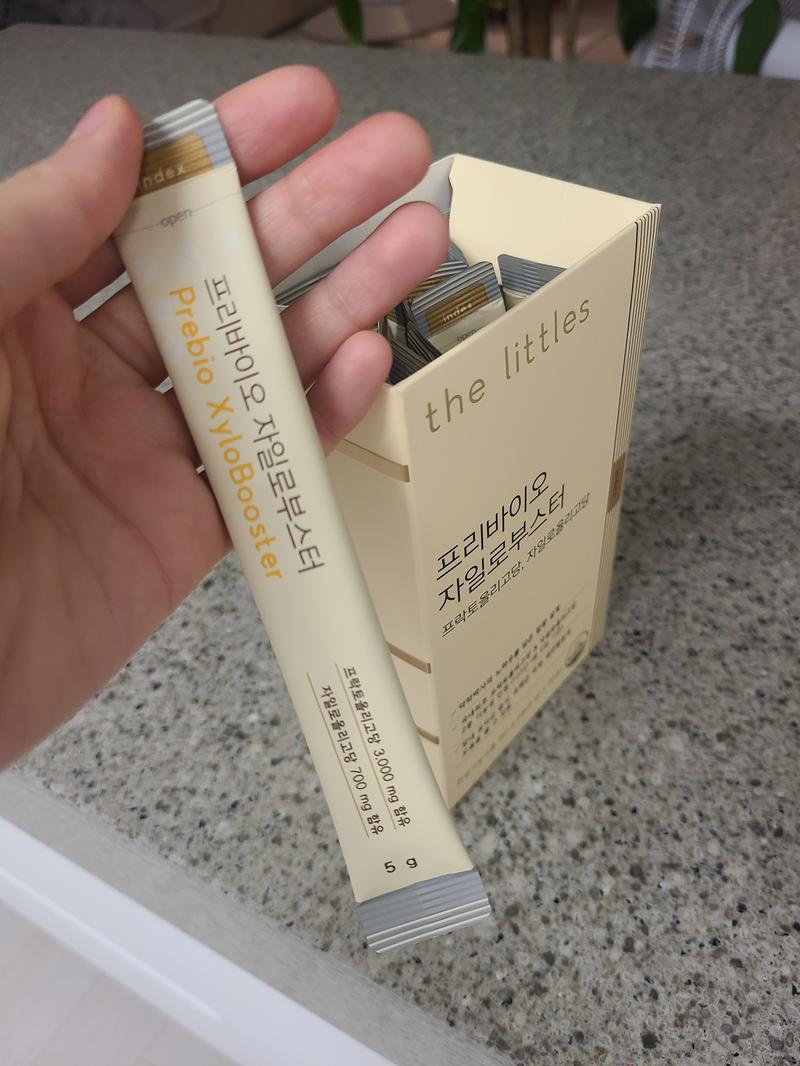 index
open
프리바이오 자일로부스터
Prebio XyloBooster
프락토올리고당 3,000 mg 함유
자일로올리고당 700 mg 함유
5 g
index
open
the littles
프리바이오
자일로부스터
프락토올리고당, 자일로올리고당